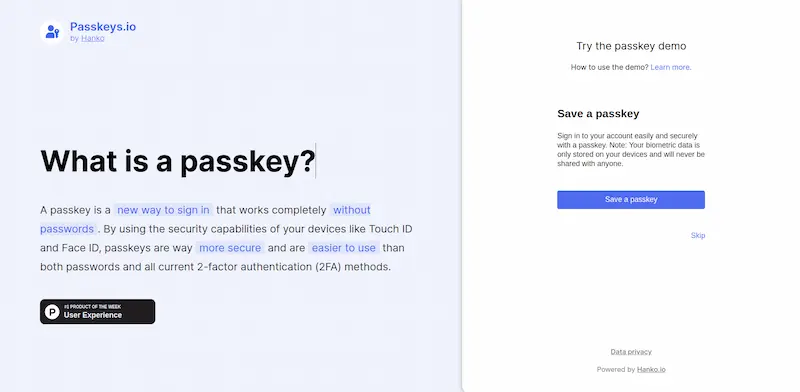 Passkeys.io
by Hanko
What is a passkey?
A passkey is a new way to sign in that works completely without
passwords. By using the security capabilities of your devices like Touch ID
and Face ID, passkeys are way more secure and are easier to use than
both passwords and all current 2-factor authentication (2FA) methods.
P
#1 PRODUCT OF THE WEEK
User Experience
Try the passkey demo
How to use the demo? Learn more.
Save a passkey
Sign in to your account easily and securely
with a passkey. Note: Your biometric data is
only stored on your devices and will never be
shared with anyone.
Save a passkey
Skip
Data privacy
Powered by Hanko.io